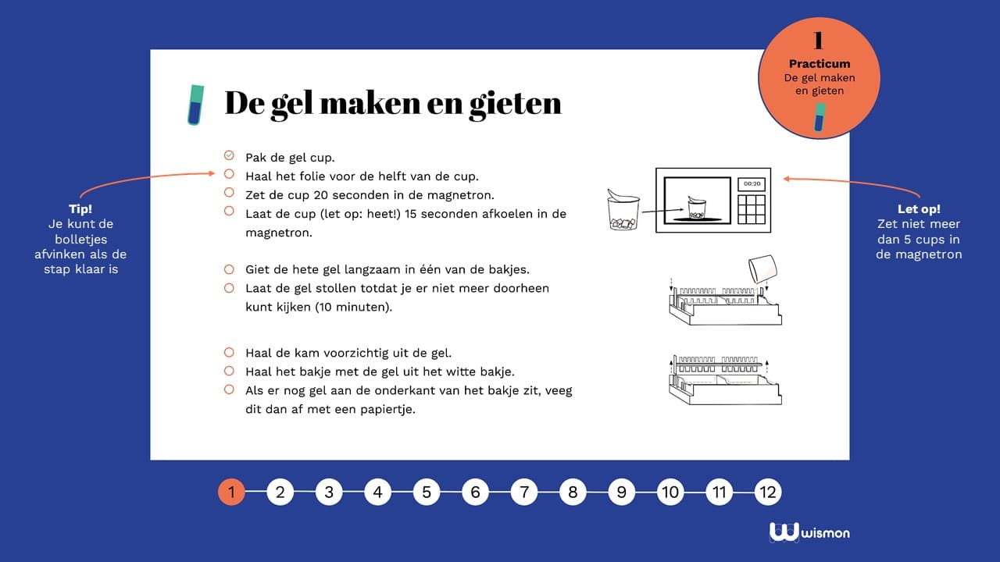 1
Practicum
De gel maken
en gieten
De gel maken en gieten
Pak de gel cup.
Haal het folie voor de helft van de cup.
Zet de cup 20 seconden in de magnetron.
Laat de cup (let op: heet!) 15 seconden afkoelen in de
magnetron.
00:20
Tip!
Je kunt de
bolletjes
afvinken als de
stap klaar is
Let op!
Zet niet meer
dan 5 cups in
de magnetron
Giet de hete gel langzaam in één van de bakjes.
Laat de gel stollen totdat je er niet meer doorheen
kunt kijken (10 minuten).
Haal de kam voorzichtig uit de gel.
Haal het bakje met de gel uit het witte bakje.
Als er nog gel aan de onderkant van het bakje zit, veeg
dit dan af met een papiertje.
1 2 3 4 5 6 7 8 9 10 11 12
wismon